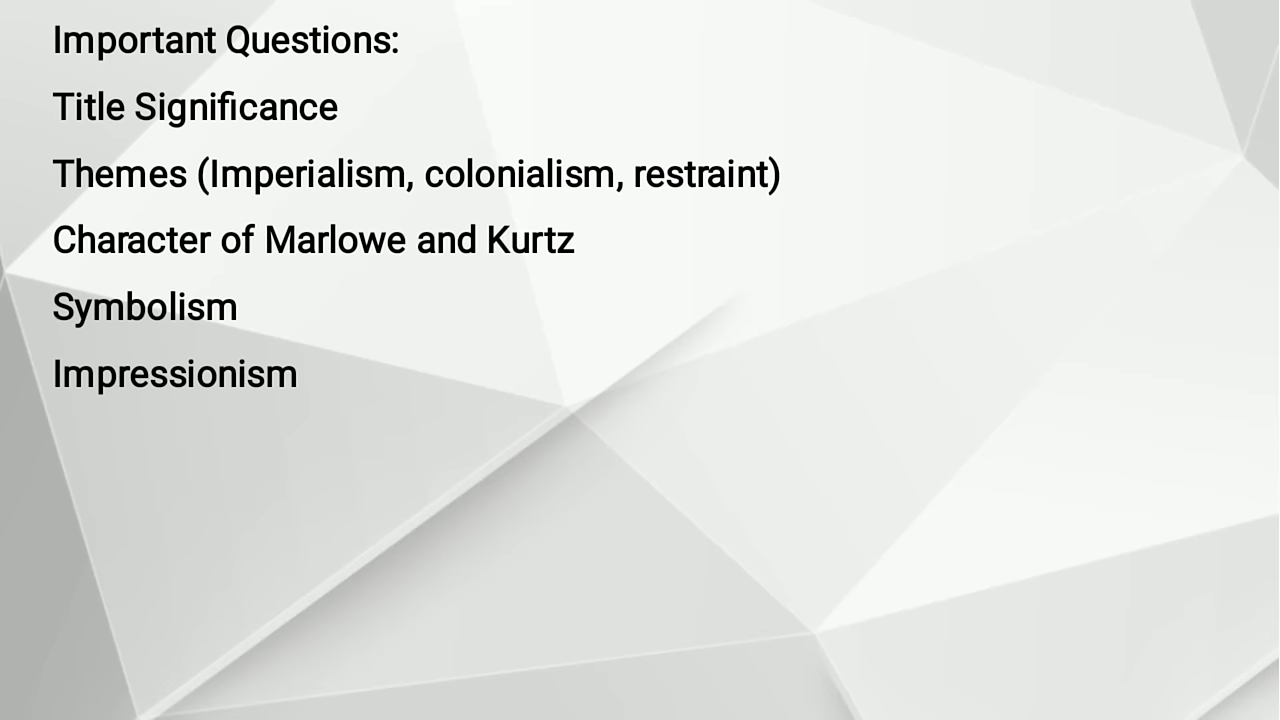 Important Questions:
Title Significance
Themes (Imperialism, colonialism, restraint)
Character of Marlowe and Kurtz
Symbolism
Impressionism